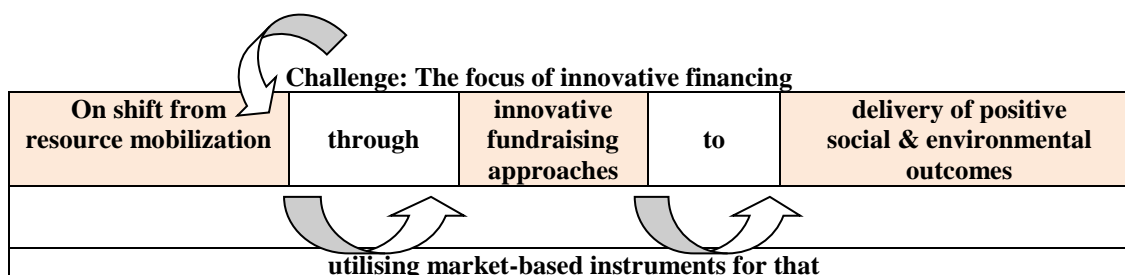 Challenge: The focus of innovative financing
On shift from
resource mobilization
through
innovative
fundraising
approaches
to
delivery of positive
social & environmental
outcomes
utilising market-based instruments for that